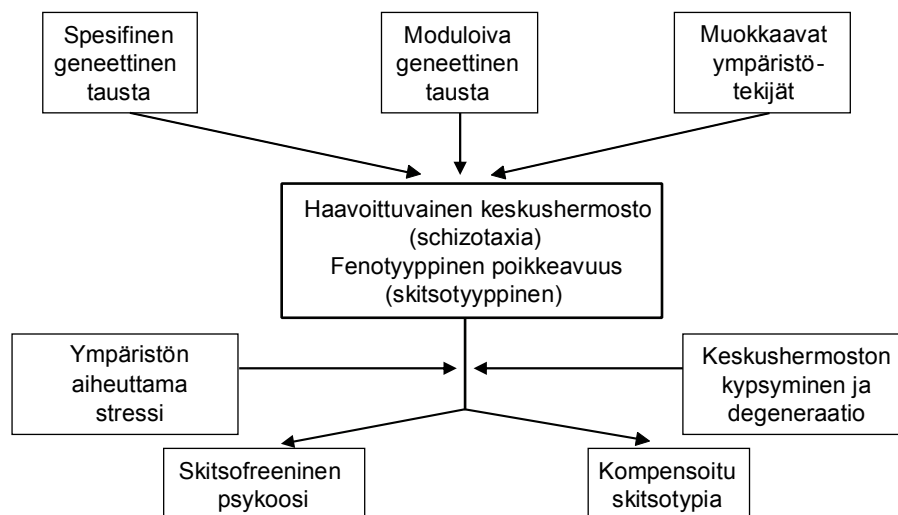 Spesifinen
geneettinen
tausta
Moduloiva
geneettinen
tausta
Muokkaavat
ympäristö-
tekijät
Haavoittuvainen keskushermosto
(schizotaxia)
Fenotyyppinen poikkeavuus
(skitsotyyppinen)
Ympäristön
aiheuttama
stressi
Keskushermoston
kypsyminen ja
degeneraatio
Skitsofreeninen
psykoosi
Kompensoitu
skitsotypia